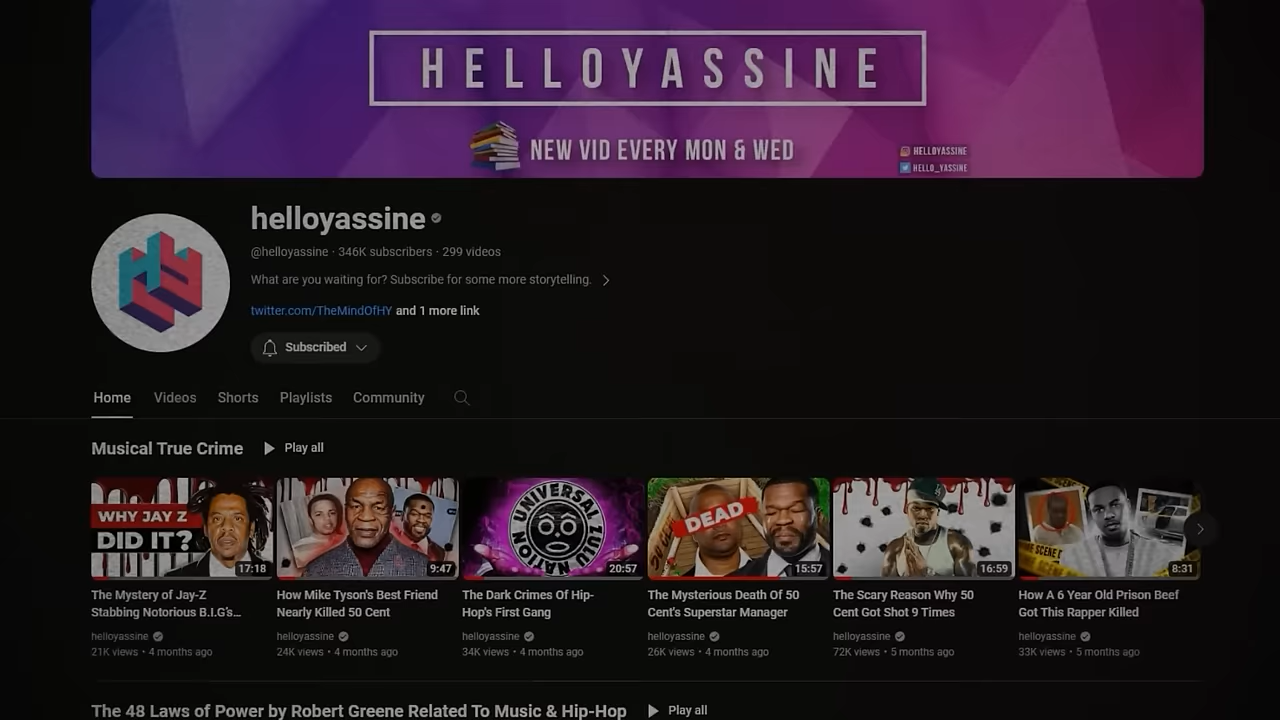 HELLOYASSINE
NEW VID EVERY MON & WED
HELLOYASSINE
HELLO_YASSINE
helloyassine
@helloyassine · 346K subscribers · 299 videos
What are you waiting for? Subscribe for some more storytelling.
twitter.com/TheMindOfHY and 1 more link
Subscribed
Home Videos Shorts Playlists Community
Musical True Crime Play all
WHY JAY Z
DID IT?
17:18
9:47
UNIVERSAL ZULU NATION
20:57
DEAD
15:57
16:59
SCENE
8:31
The Mystery of Jay-Z
Stabbing Notorious B.I.G's...
helloyassine
21K views • 4 months ago
How Mike Tyson's Best Friend
Nearly Killed 50 Cent
helloyassine
24K views • 4 months ago
The Dark Crimes Of Hip-
Hop's First Gang
helloyassine
34K views • 4 months ago
The Mysterious Death Of 50
Cent's Superstar Manager
helloyassine
26K views • 4 months ago
The Scary Reason Why 50
Cent Got Shot 9 Times
helloyassine
72K views • 5 months ago
How A 6 Year Old Prison Beef
Got This Rapper Killed
helloyassine
33K views • 5 months ago
The 48 Laws of Power by Robert Greene Related To Music & Hip-Hop Play all